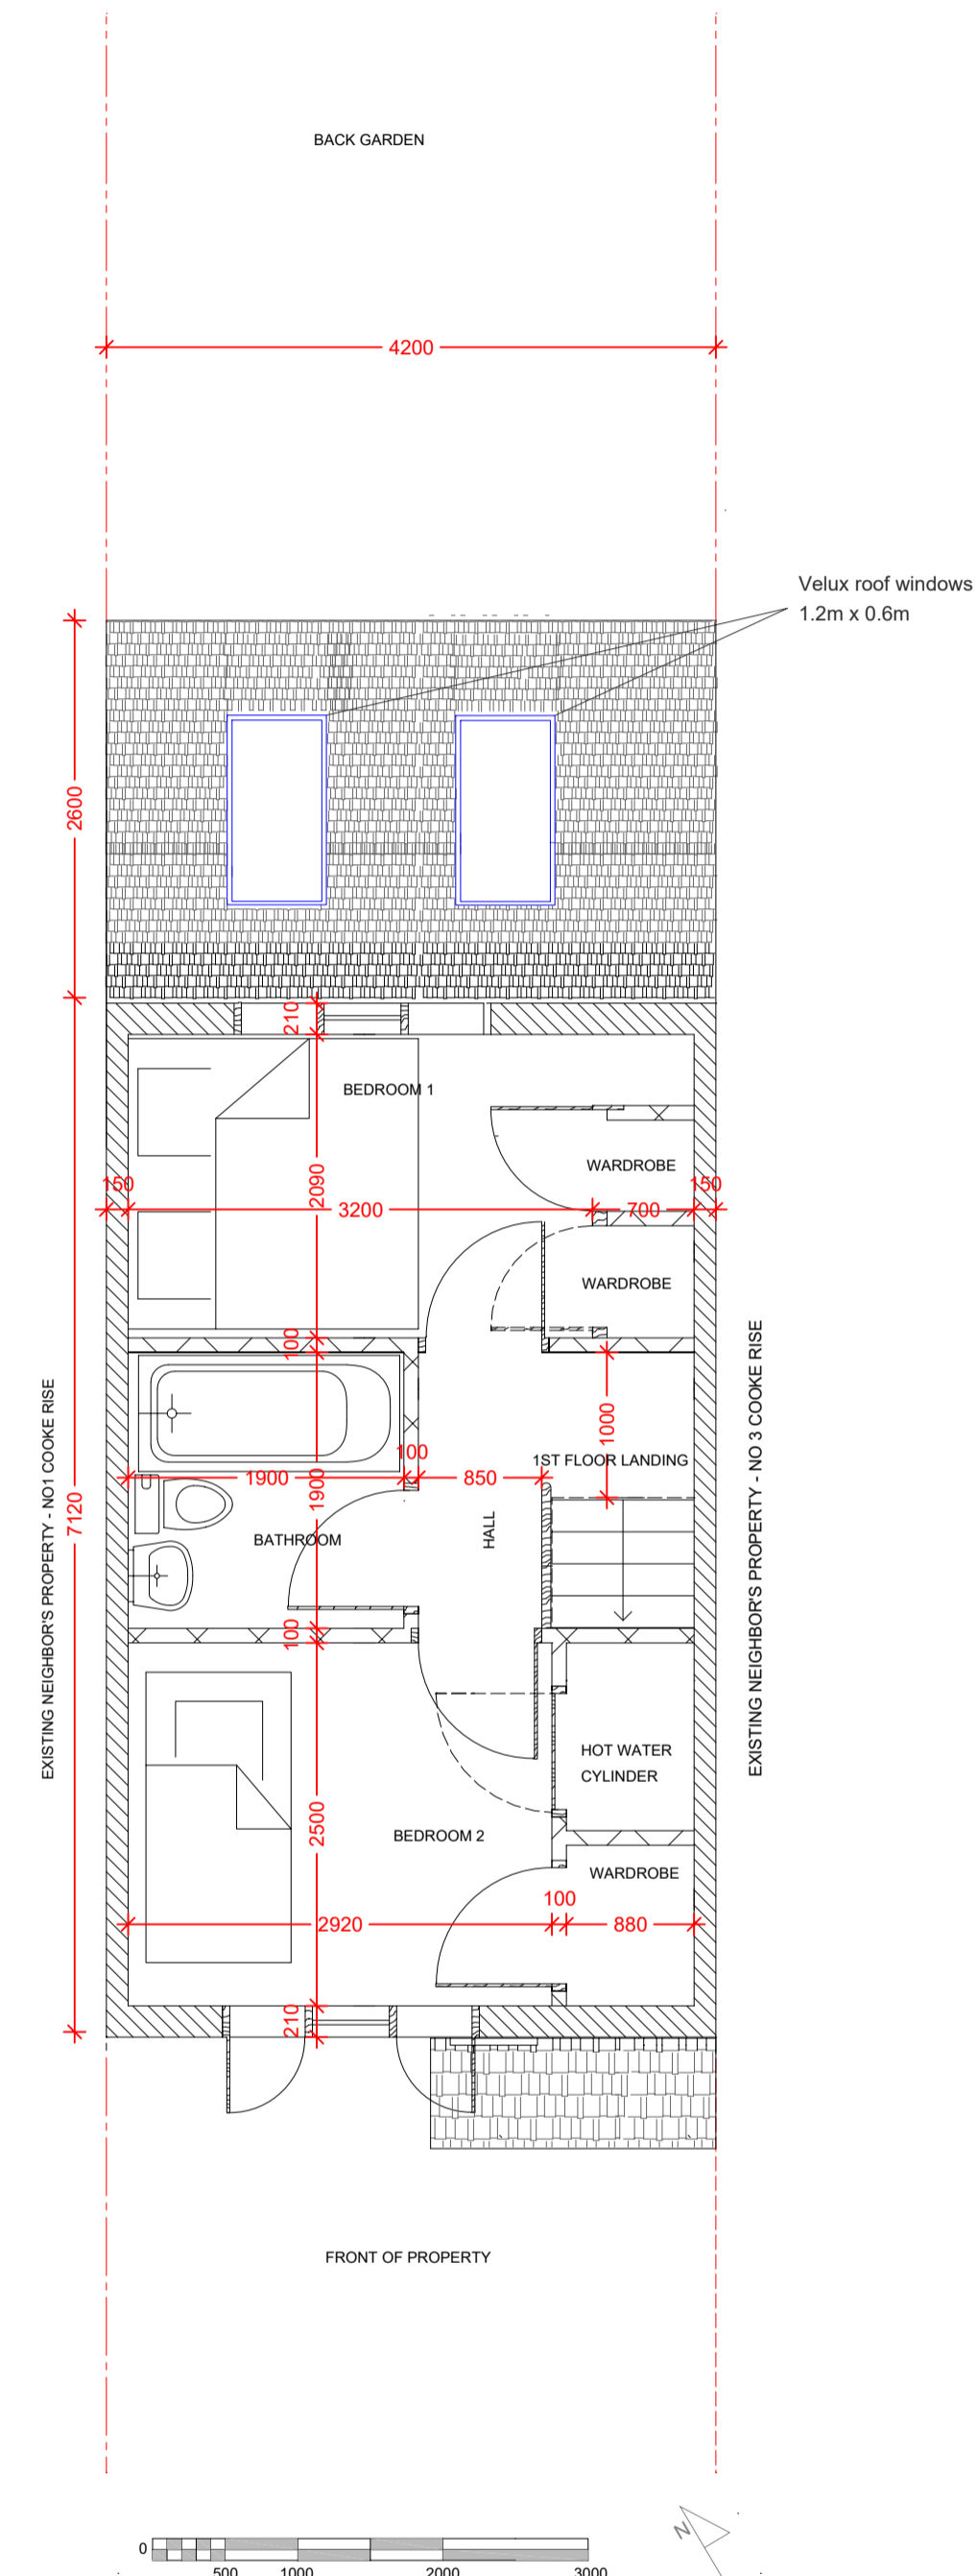 BACK GARDEN
4200
Velux roof windows
1.2m x 0.6m
2600
210
BEDROOM 1
WARDROBE
150
2090
150
3200
700
WARDROBE
100
1000
EXISTING NEIGHBOR'S PROPERTY - NO1 COOKE RISE
EXISTING NEIGHBOR'S PROPERTY - NO 3 COOKE RISE
100
1ST FLOOR LANDING
1900
1900
850
7120
HALL
BATHROOM
100
HOT WATER
CYLINDER
2500
BEDROOM 2
WARDROBE
100
2920
880
210
FRONT OF PROPERTY
N
0
500
1000
2000
3000